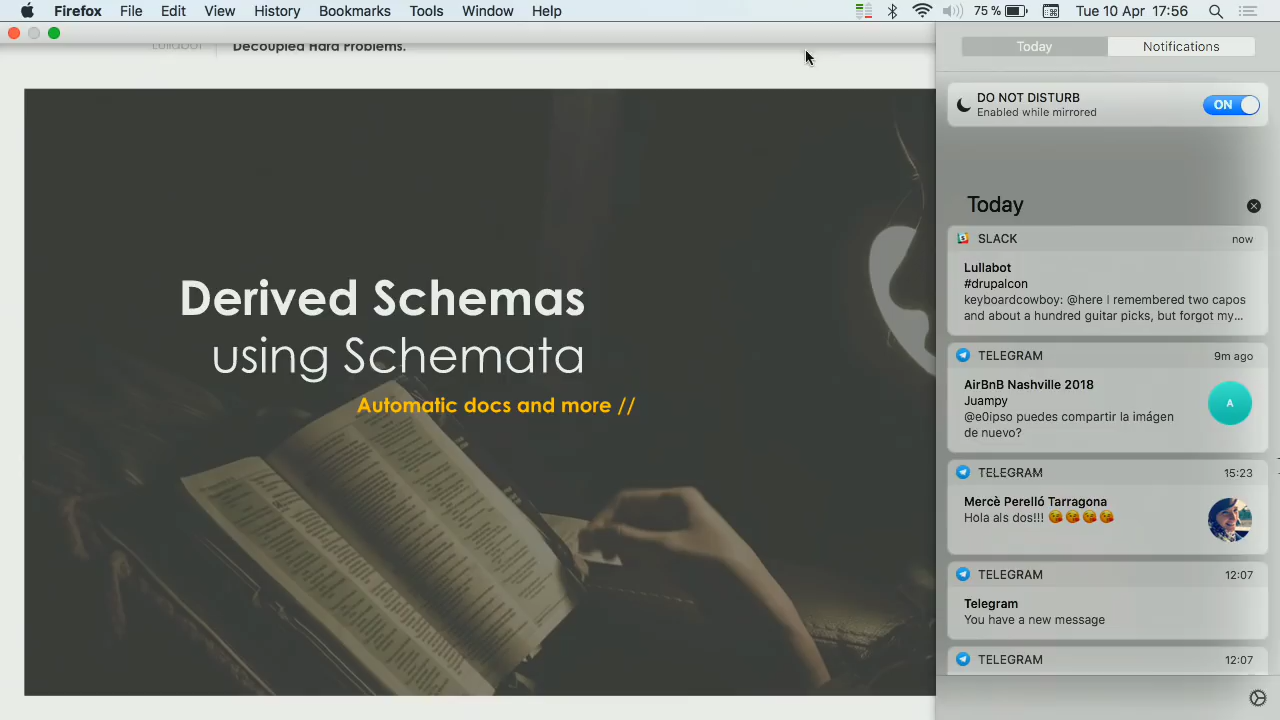 Firefox File Edit View History Bookmarks Tools Window Help 75 % Tue 10 Apr 17:56
Lullabot Decoupled Hard Problems.
Derived Schemas
using Schemata
Automatic docs and more //
Today Notifications
DO NOT DISTURB
Enabled while mirrored
ON
Today
SLACK now
Lullabot
#drupalcon
keyboardcowboy: @here I remembered two capos
and about a hundred guitar picks, but forgot my...
TELEGRAM 9m ago
AirBnB Nashville 2018
Juampy
@e0ipso puedes compartir la imágen
de nuevo?
A
TELEGRAM 15:23
Mercè Perelló Tarragona
Hola als dos!!! 😘😘😘😘
TELEGRAM 12:07
Telegram
You have a new message
TELEGRAM 12:07